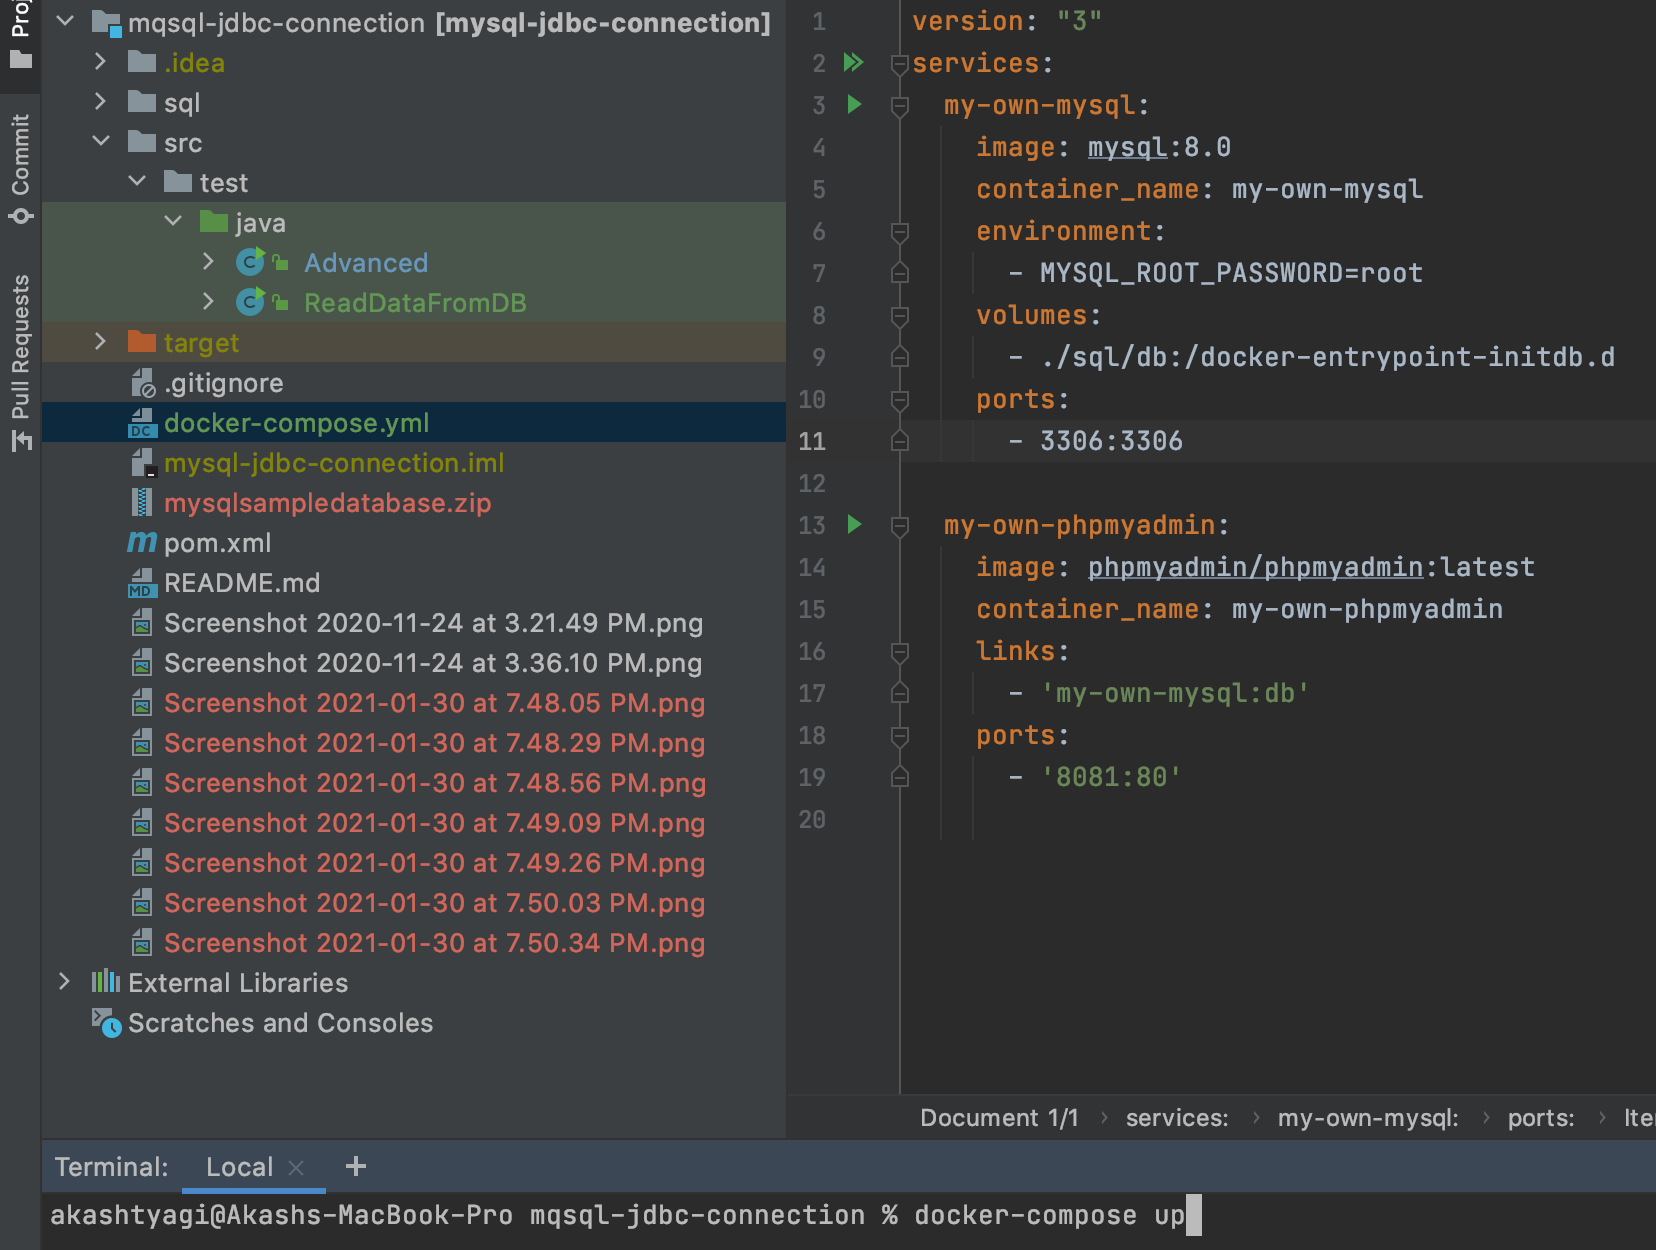 Proj
Commit
Pull Requests
mqsql-jdbc-connection [mysql-jdbc-connection]
.idea
sql
src
test
java
C Advanced
C ReadDataFromDB
target
.gitignore
DC docker-compose.yml
mysql-jdbc-connection.iml
mysqlsampledatabase.zip
m pom.xml
MD README.md
Screenshot 2020-11-24 at 3.21.49 PM.png
Screenshot 2020-11-24 at 3.36.10 PM.png
Screenshot 2021-01-30 at 7.48.05 PM.png
Screenshot 2021-01-30 at 7.48.29 PM.png
Screenshot 2021-01-30 at 7.48.56 PM.png
Screenshot 2021-01-30 at 7.49.09 PM.png
Screenshot 2021-01-30 at 7.49.26 PM.png
Screenshot 2021-01-30 at 7.50.03 PM.png
Screenshot 2021-01-30 at 7.50.34 PM.png
External Libraries
Scratches and Consoles
1 version: "3"
2 services:
3 my-own-mysql:
4 image: mysql:8.0
5 container_name: my-own-mysql
6 environment:
7 - MYSQL_ROOT_PASSWORD=root
8 volumes:
9 - ./sql/db:/docker-entrypoint-initdb.d
10 ports:
11 - 3306:3306
12
13 my-own-phpmyadmin:
14 image: phpmyadmin/phpmyadmin:latest
15 container_name: my-own-phpmyadmin
16 links:
17 - 'my-own-mysql:db'
18 ports:
19 - '8081:80'
20
Document 1/1 › services: › my-own-mysql: › ports: › Ite
Terminal: Local × +
akashtyagi@Akashs-MacBook-Pro mqsql-jdbc-connection % docker-compose up